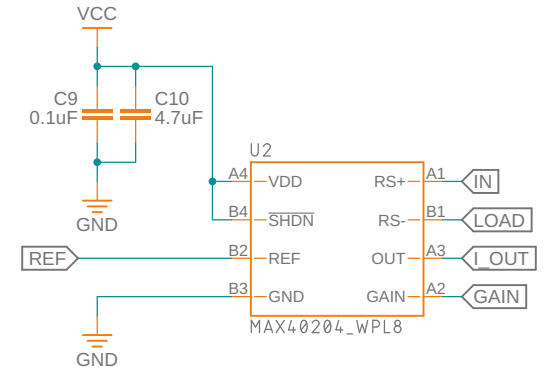 VCC
C9 C10
0.1uF 4.7uF
GND
U2
A4 VDD RS+ A1 IN
B4 SHDN RS- B1 LOAD
REF B2 REF OUT A3 I_OUT
B3 GND GAIN A2 GAIN
MAX40204_WPL8
GND